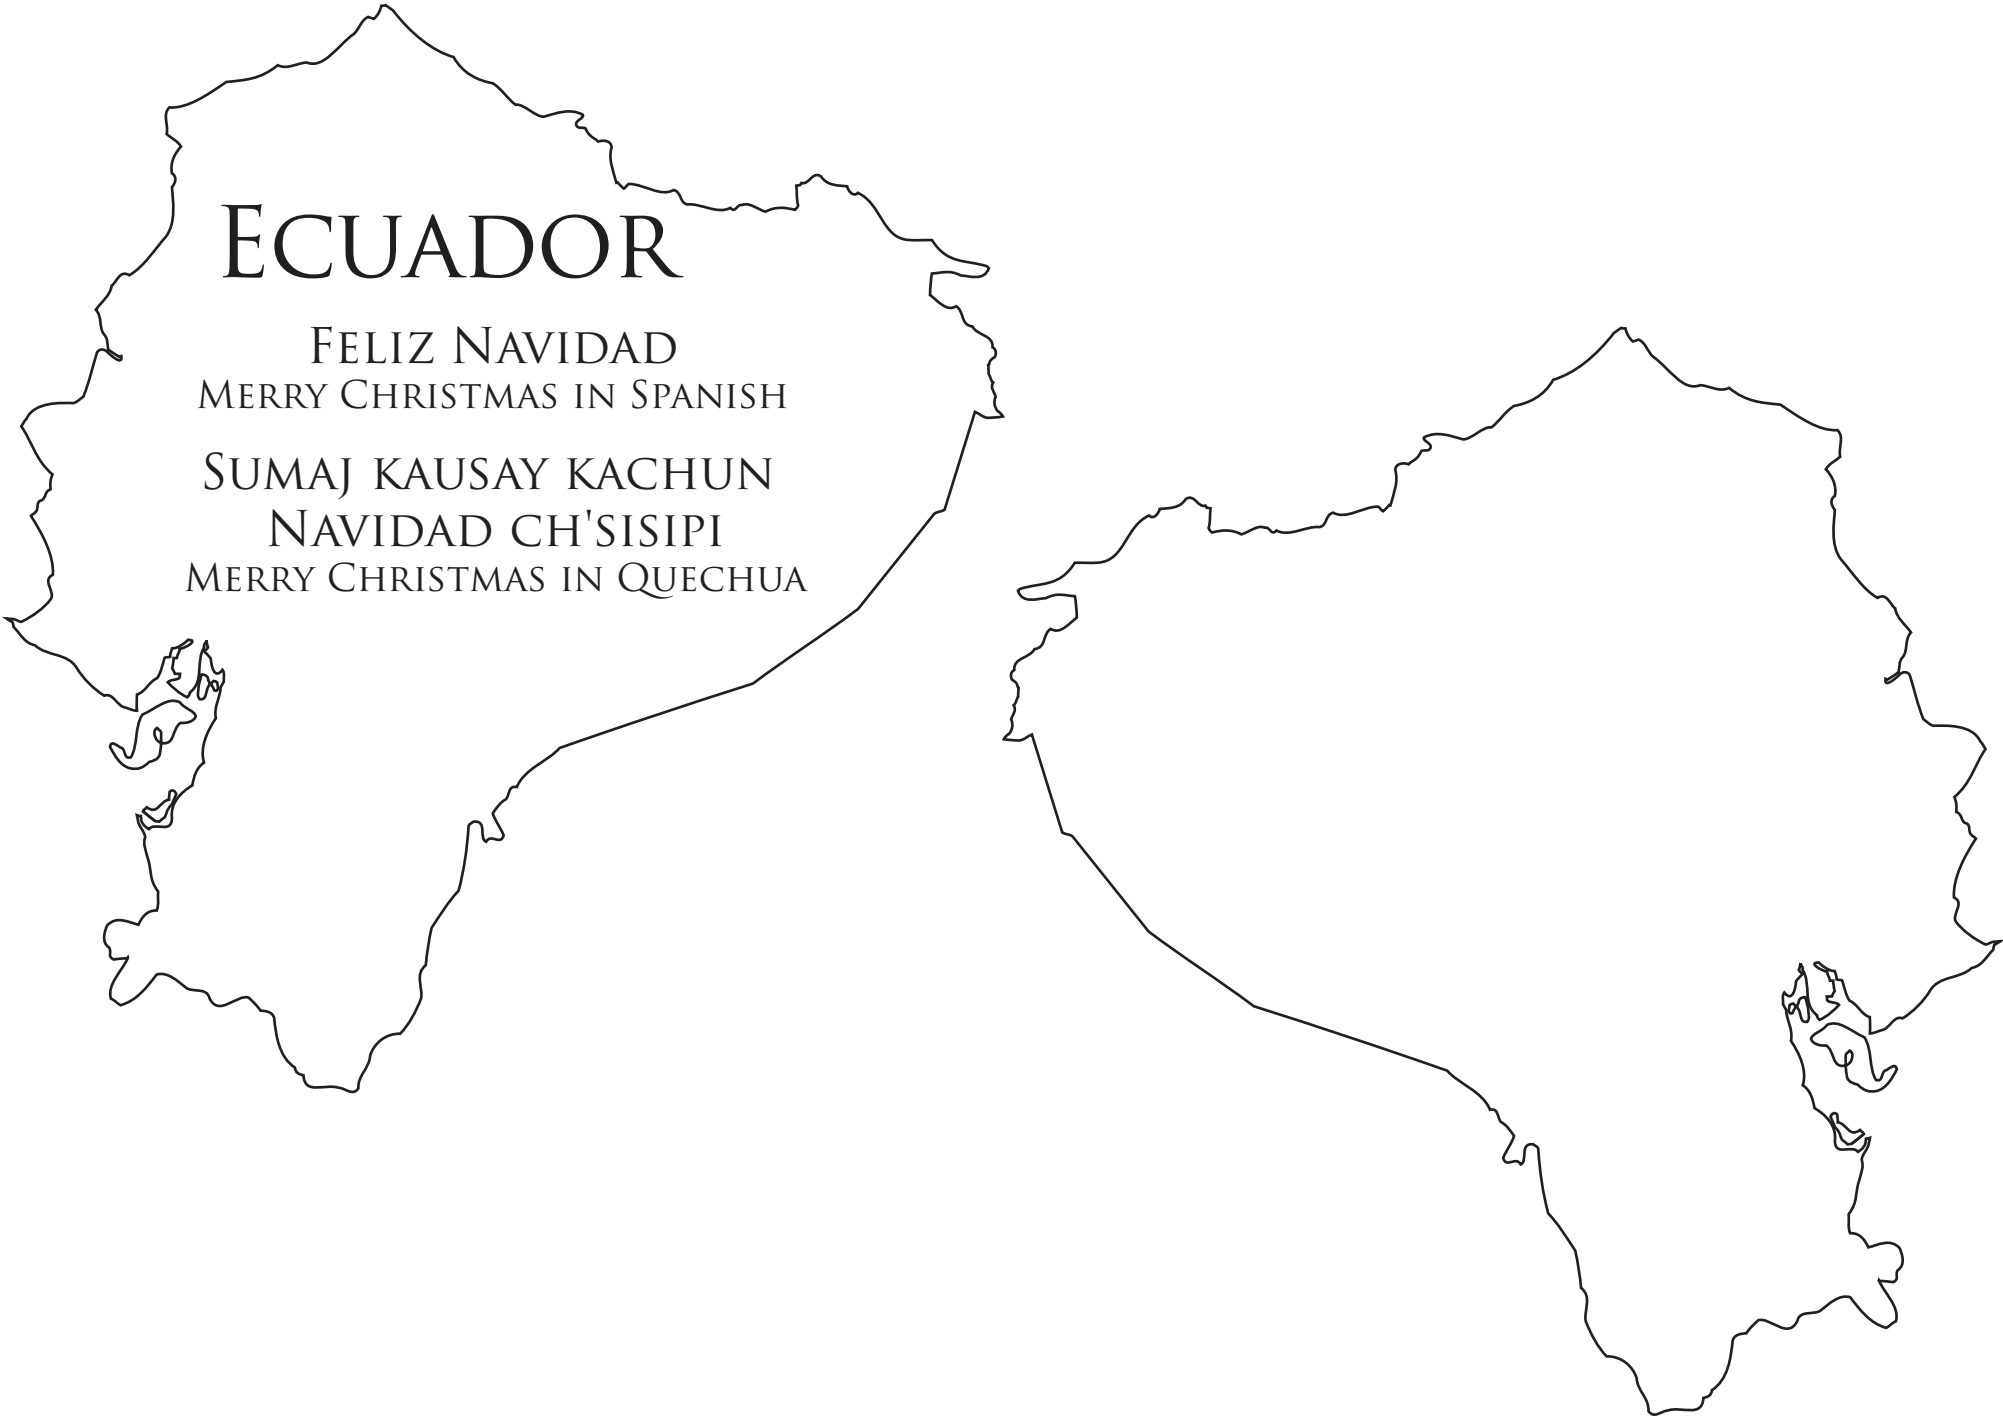 Ecuador
Feliz Navidad
Merry Christmas in Spanish
Sumaj kausay kachun
Navidad ch'sisipi
Merry Christmas in Quechua